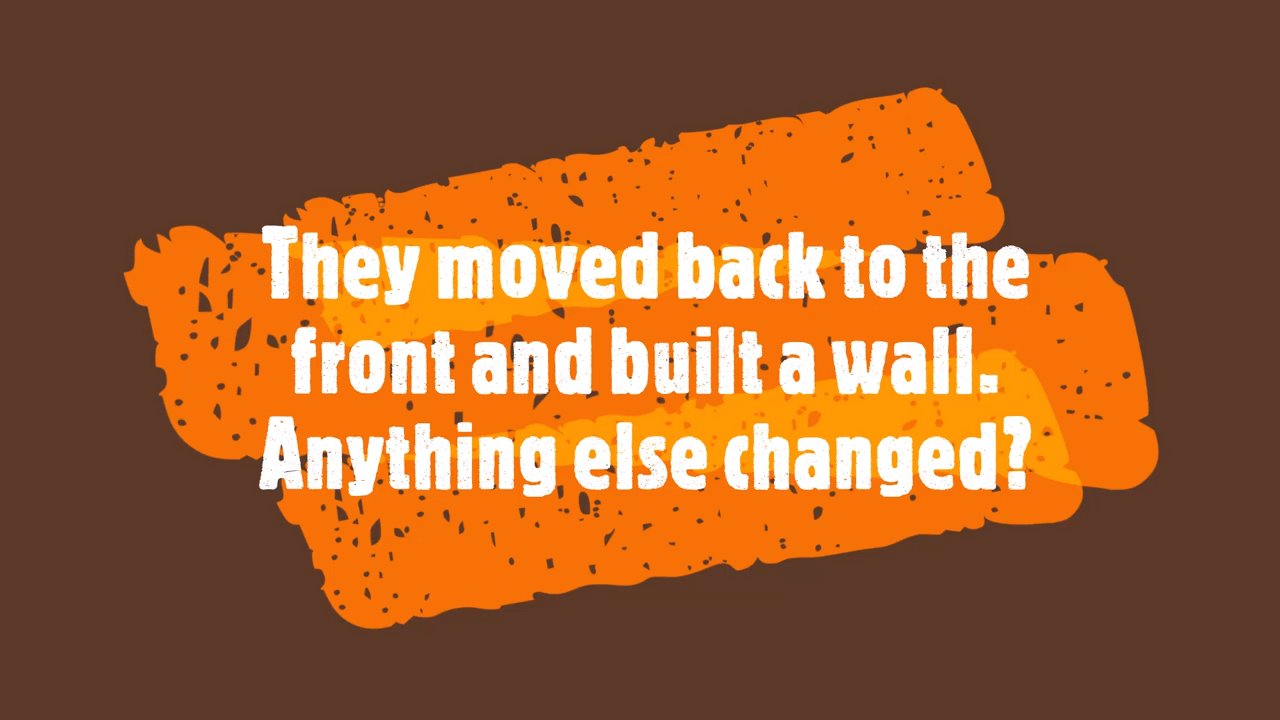 They moved back to the
front and built a wall.
Anything else changed?